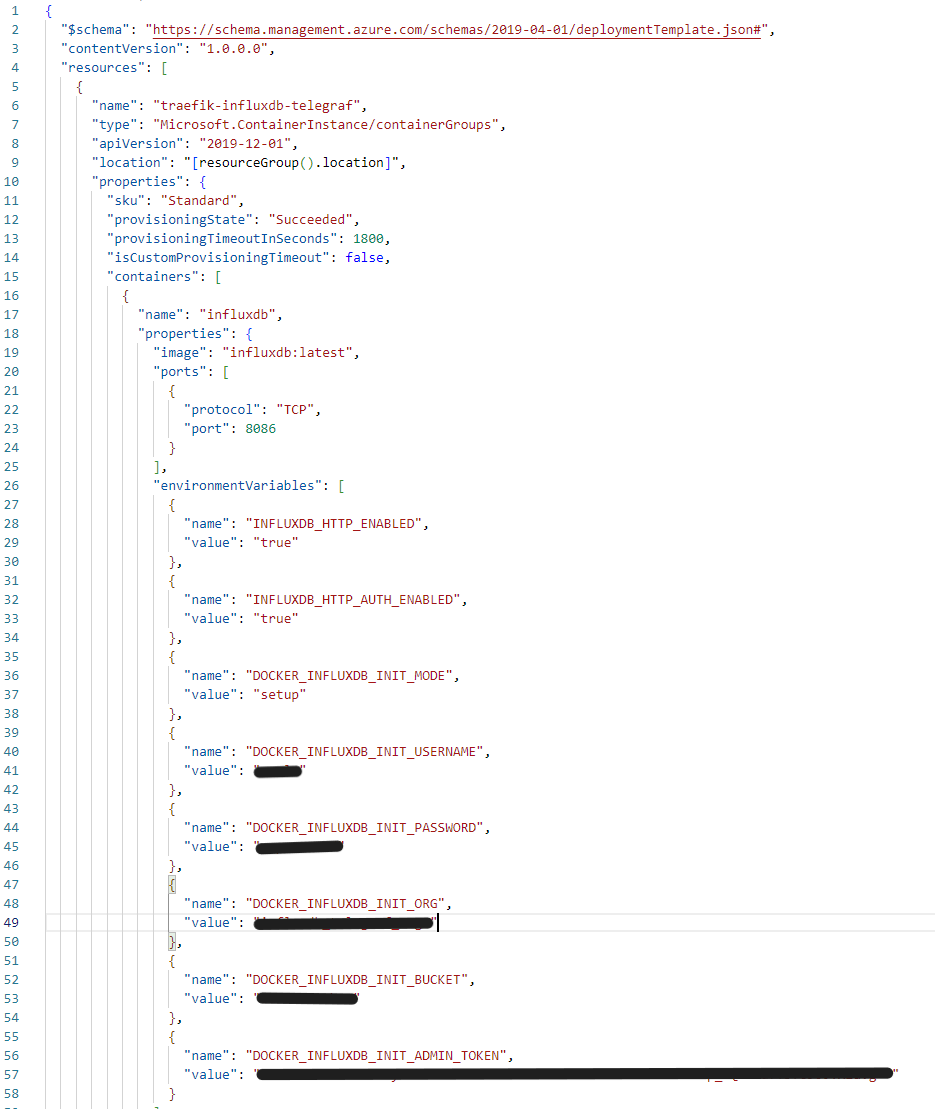 1 {
2 "$schema": "https://schema.management.azure.com/schemas/2019-04-01/deploymentTemplate.json#",
3 "contentVersion": "1.0.0.0",
4 "resources": [
5 {
6 "name": "traefik-influxdb-telegraf",
7 "type": "Microsoft.ContainerInstance/containerGroups",
8 "apiVersion": "2019-12-01",
9 "location": "[resourceGroup().location]",
10 "properties": {
11 "sku": "Standard",
12 "provisioningState": "Succeeded",
13 "provisioningTimeoutInSeconds": 1800,
14 "isCustomProvisioningTimeout": false,
15 "containers": [
16 {
17 "name": "influxdb",
18 "properties": {
19 "image": "influxdb:latest",
20 "ports": [
21 {
22 "protocol": "TCP",
23 "port": 8086
24 }
25 ],
26 "environmentVariables": [
27 {
28 "name": "INFLUXDB_HTTP_ENABLED",
29 "value": "true"
30 },
31 {
32 "name": "INFLUXDB_HTTP_AUTH_ENABLED",
33 "value": "true"
34 },
35 {
36 "name": "DOCKER_INFLUXDB_INIT_MODE",
37 "value": "setup"
38 },
39 {
40 "name": "DOCKER_INFLUXDB_INIT_USERNAME",
41 "value":
42 },
43 {
44 "name": "DOCKER_INFLUXDB_INIT_PASSWORD",
45 "value":
46 },
47 {
48 "name": "DOCKER_INFLUXDB_INIT_ORG",
49 "value":
50 },
51 {
52 "name": "DOCKER_INFLUXDB_INIT_BUCKET",
53 "value":
54 },
55 {
56 "name": "DOCKER_INFLUXDB_INIT_ADMIN_TOKEN",
57 "value":
58 }